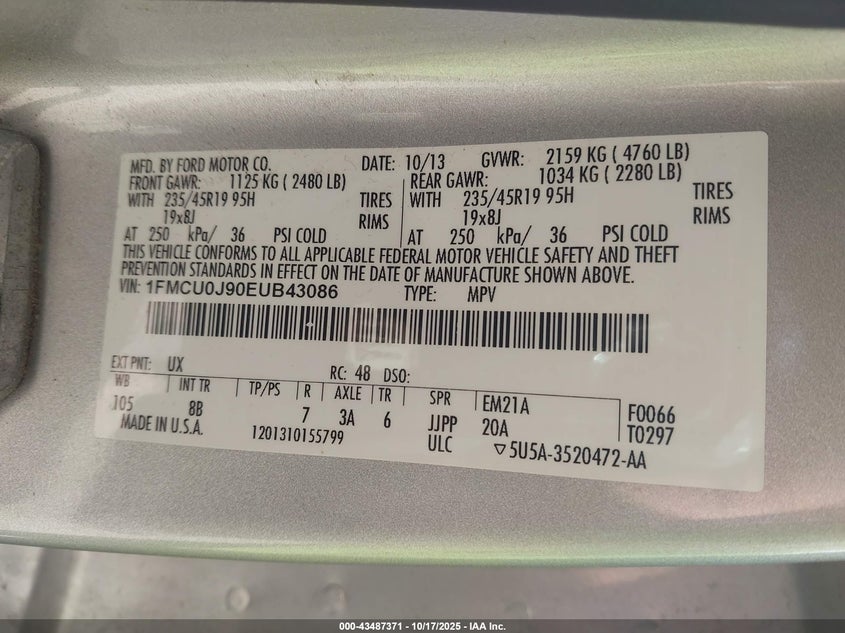 MFD. BY FORD MOTOR CO. DATE: 10/13 GVWR: 2159 KG ( 4760 LB)
FRONT GAWR: 1125 KG ( 2480 LB) REAR GAWR: 1034 KG ( 2280 LB)
WITH 235/45R19 95H TIRES WITH 235/45R19 95H TIRES
19x8J RIMS 19x8J RIMS
AT 250 kPa/ 36 PSI COLD AT 250 kPa/ 36 PSI COLD
THIS VEHICLE CONFORMS TO ALL APPLICABLE FEDERAL MOTOR VEHICLE SAFETY AND THEFT
PREVENTION STANDARDS IN EFFECT ON THE DATE OF MANUFACTURE SHOWN ABOVE.
VIN: 1FMCU0J90EUB43086 TYPE: MPV
EXT PNT: UX RC: 48 DSO:
WB INT TR TP/PS R AXLE TR SPR EM21A F0066
105 8B 7 3A 6 JJPP 20A T0297
MADE IN U.S.A. 1201310155799 ULC ▽5U5A-3520472-AA
000-43487371 | 10/17/2025 | IAA Inc.